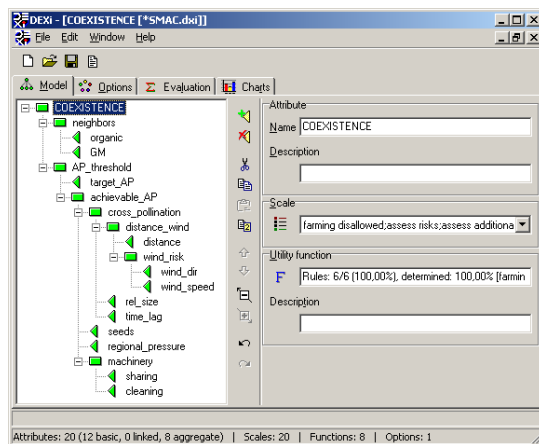 DEXi - [COEXISTENCE [*SMAC.dxi]]
File Edit Window Help
Model Options Evaluation Charts
COEXISTENCE
neighbors
organic
GM
AP_threshold
target_AP
achievable_AP
cross_pollination
distance_wind
distance
wind_risk
wind_dir
wind_speed
rel_size
time_lag
seeds
regional_pressure
machinery
sharing
cleaning
Attribute
Name COEXISTENCE
Description
Scale
farming disallowed;assess risks;assess additiona
Utility function
F Rules: 6/6 (100,00%), determined: 100,00% [farmin
Description
Attributes: 20 (12 basic, 0 linked, 8 aggregate) | Scales: 20 | Functions: 8 | Options: 1